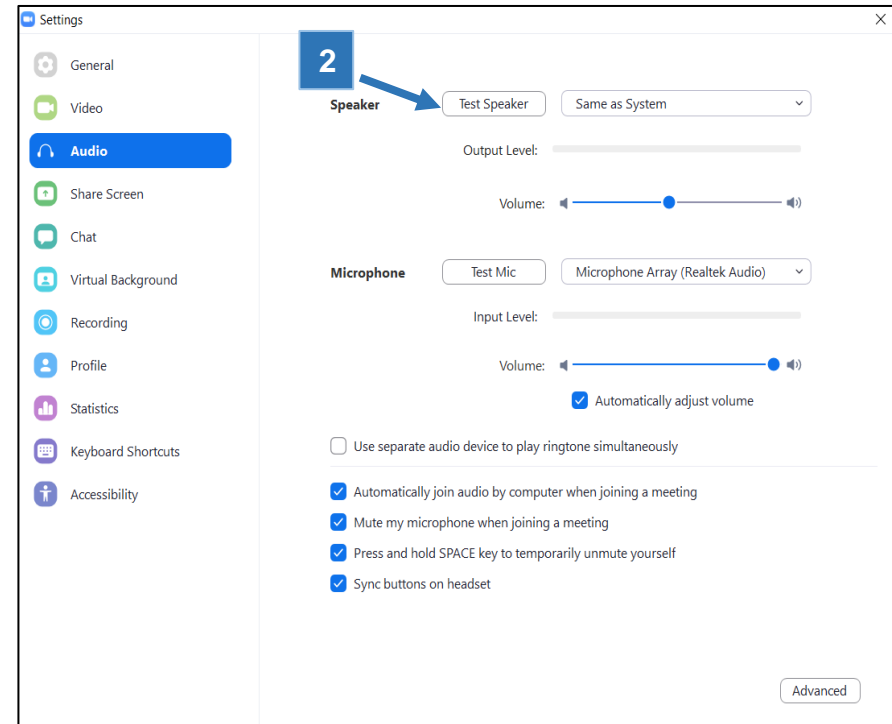 Settings
General
Video
Audio
Share Screen
Chat
Virtual Background
Recording
Profile
Statistics
Keyboard Shortcuts
Accessibility
2
Speaker Test Speaker Same as System
Output Level:
Volume:
Microphone Test Mic Microphone Array (Realtek Audio)
Input Level:
Volume:
Automatically adjust volume
Use separate audio device to play ringtone simultaneously
Automatically join audio by computer when joining a meeting
Mute my microphone when joining a meeting
Press and hold SPACE key to temporarily unmute yourself
Sync buttons on headset
Advanced